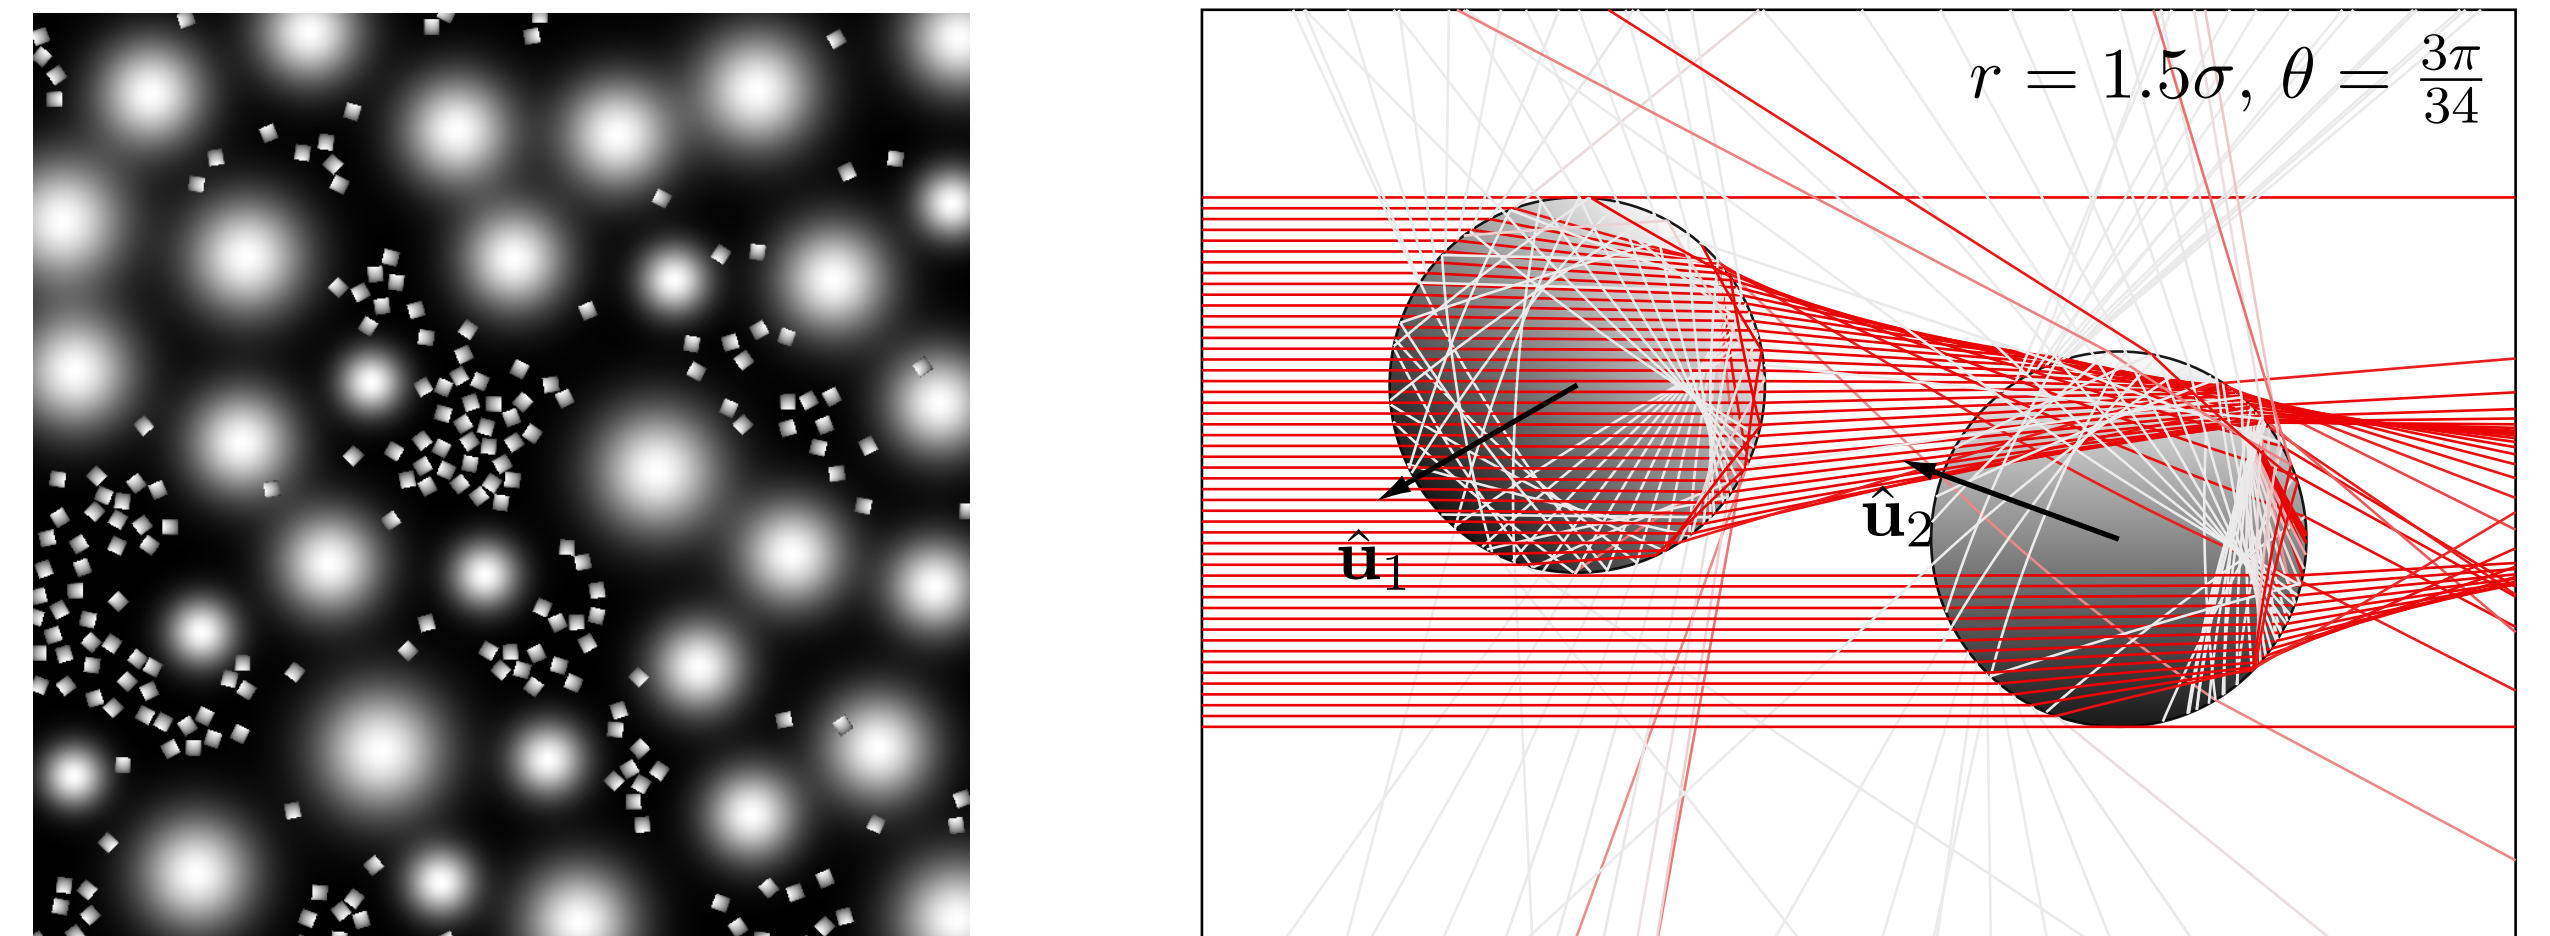 r = 1.5σ, θ = 3π/34
û₁
û₂